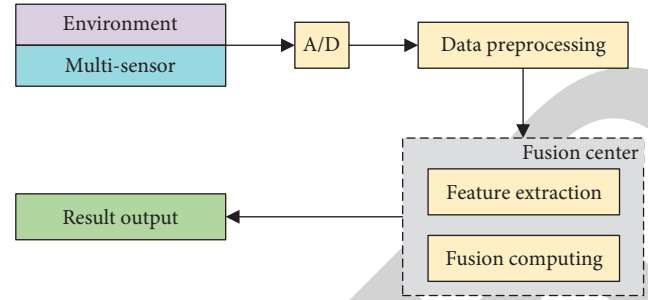 Environment
Multi-sensor
A/D
Data preprocessing
Fusion center
Feature extraction
Fusion computing
Result output